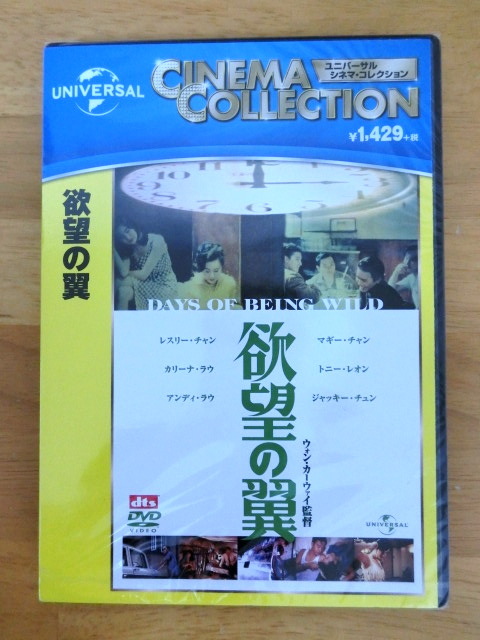 UNIVERSAL
CINEMA
COLLECTION
ユニバーサル
シネマ・コレクション
¥1,429+税
欲望の翼
DAYS OF BEING WILD
レスリー・チャン
マギー・チャン
カリーナ・ラウ
トニー・レオン
アンディ・ラウ
ジャッキー・チュン
欲望の翼
ウォン・カーウァイ監督
dts
DVD
VIDEO
UNIVERSAL